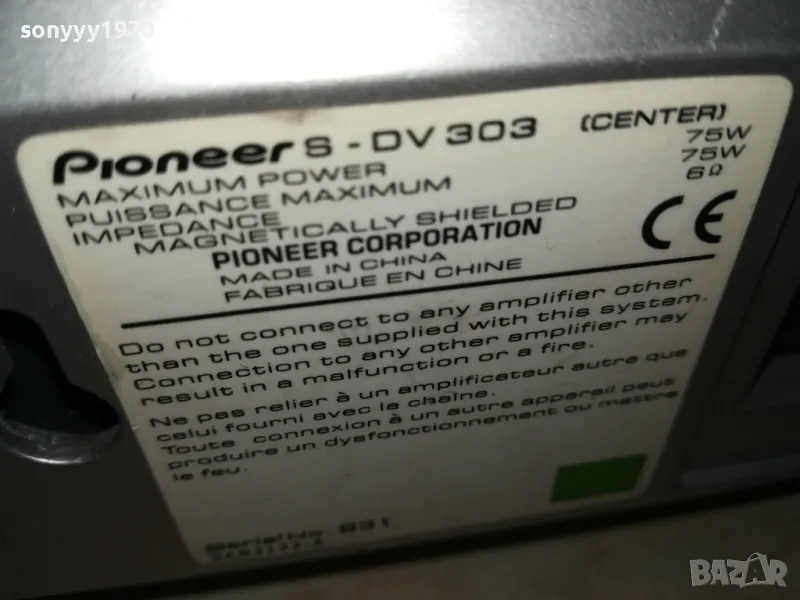 sonyyy1970
Pioneer S-DV303 (CENTER)
MAXIMUM POWER 75W
PUISSANCE MAXIMUM 75W
IMPEDANCE 6Ω
MAGNETICALLY SHIELDED
PIONEER CORPORATION
MADE IN CHINA
FABRIQUE EN CHINE
CE
Do not connect to any amplifier other
than the one supplied with this system.
Connection to any other amplifier may
result in a malfunction or a fire.
Ne pas relier à un amplificateur autre que
celui fourni avec la chaîne.
Toute connexion à un autre appareil peut
produire un dysfonctionnement ou mettre
le feu.
Serial No. 831
BAZAR